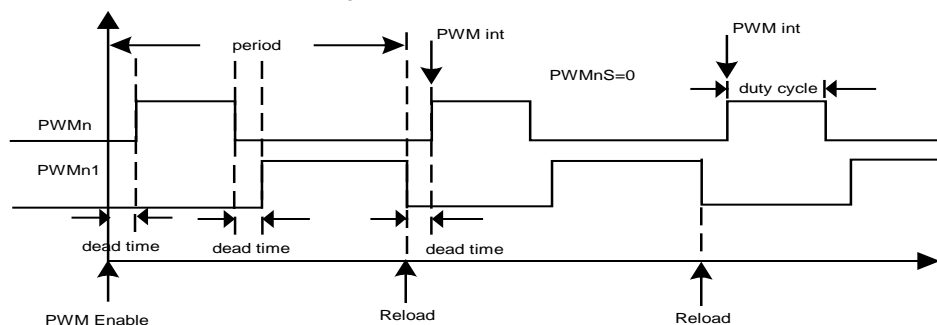 period
PWM int
PWM int
PWMnS=0
duty cycle
PWMn
PWMn1
dead time
dead time
dead time
PWM Enable
Reload
Reload